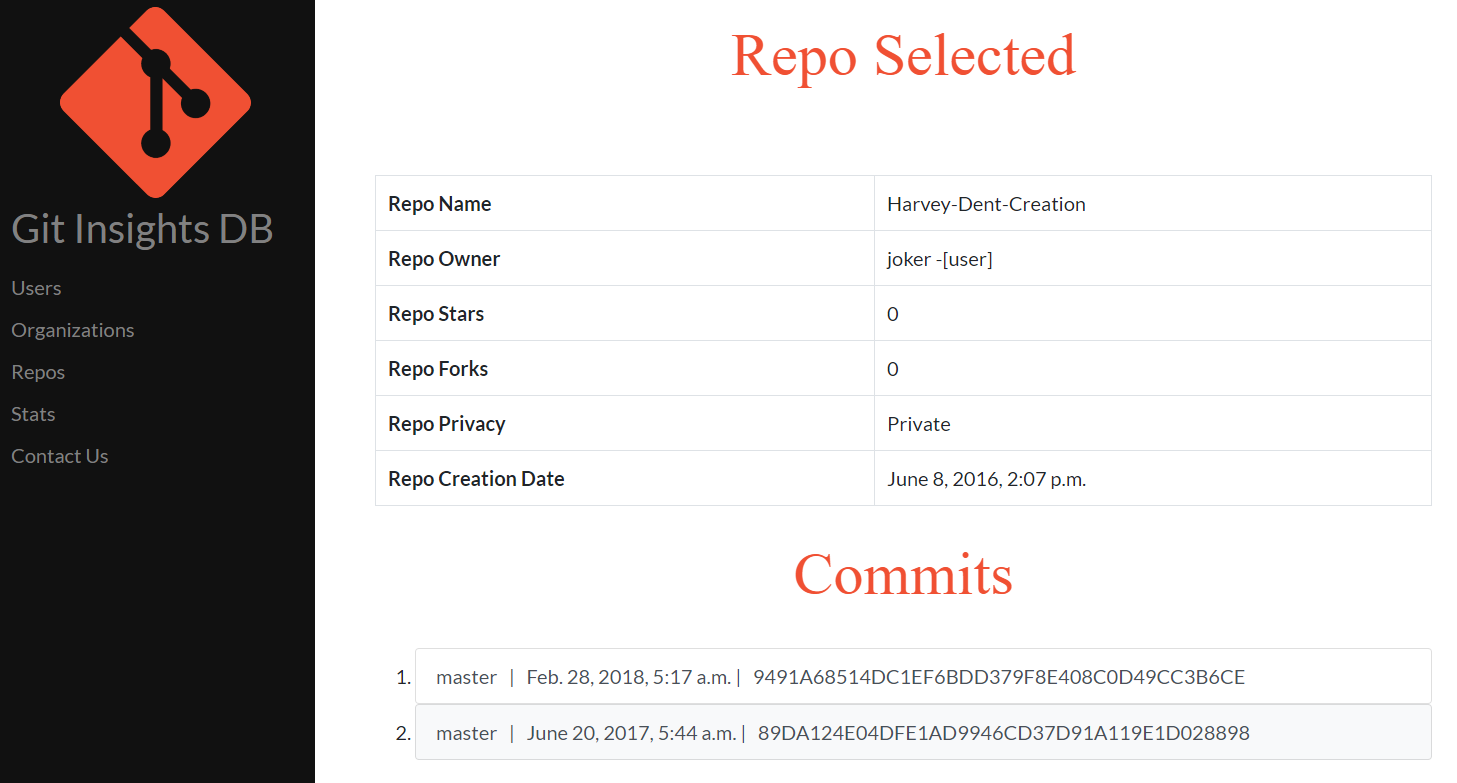 Git Insights DB
Users
Organizations
Repos
Stats
Contact Us
Repo Selected
Repo Name Harvey-Dent-Creation
Repo Owner joker -[user]
Repo Stars 0
Repo Forks 0
Repo Privacy Private
Repo Creation Date June 8, 2016, 2:07 p.m.
Commits
1. master | Feb. 28, 2018, 5:17 a.m. | 9491A68514DC1EF6BDD379F8E408C0D49CC3B6CE
2. master | June 20, 2017, 5:44 a.m. | 89DA124E04DFE1AD9946CD37D91A119E1D028898